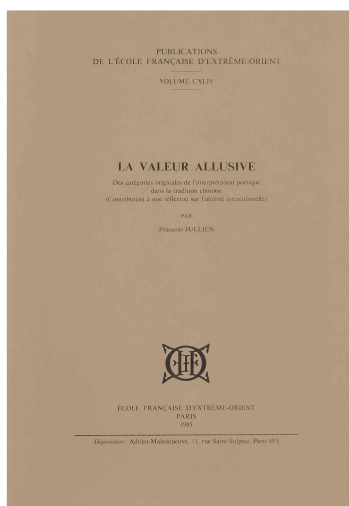 PUBLICATIONS
DE L'ÉCOLE FRANÇAISE D'EXTRÊME-ORIENT
VOLUME CXLIV
LA VALEUR ALLUSIVE
Des catégories originales de l'interprétation poétique
dans la tradition chinoise
(Contribution à une réflexion sur l'altérité interculturelle)
PAR
François JULLIEN
ÉCOLE FRANÇAISE D'EXTRÊME-ORIENT
PARIS
1985
Dépositaire: Adrien-Maisonneuve, 11, rue Saint-Sulpice, Paris (6e)